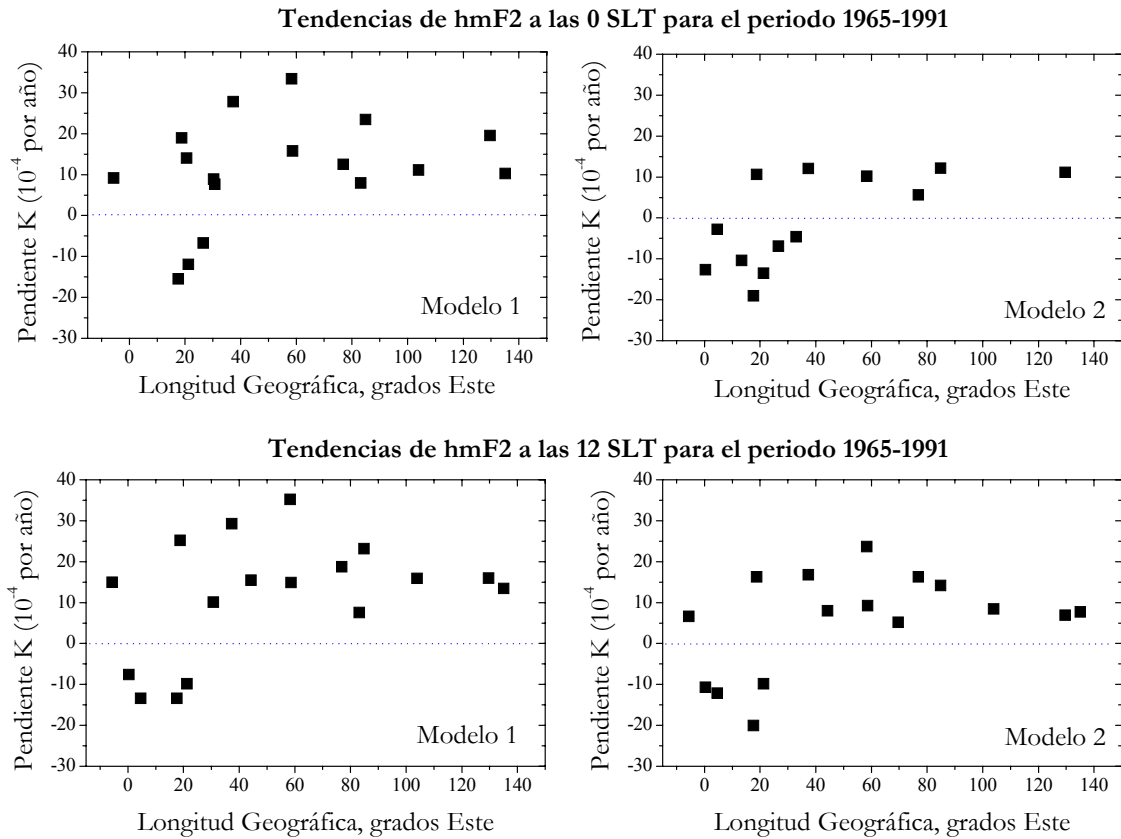 Tendencias de hmF2 a las 0 SLT para el periodo 1965-1991
Pendiente K (10⁻⁴ por año)
40
30
20
10
0
-10
-20
-30
Modelo 1
0 20 40 60 80 100 120 140
Longitud Geográfica, grados Este
Pendiente K (10⁻⁴ por año)
40
30
20
10
0
-10
-20
-30
Modelo 2
0 20 40 60 80 100 120 140
Longitud Geográfica, grados Este
Tendencias de hmF2 a las 12 SLT para el periodo 1965-1991
Pendiente K (10⁻⁴ por año)
40
30
20
10
0
-10
-20
-30
Modelo 1
0 20 40 60 80 100 120 140
Longitud Geográfica, grados Este
Pendiente K (10⁻⁴ por año)
40
30
20
10
0
-10
-20
-30
Modelo 2
0 20 40 60 80 100 120 140
Longitud Geográfica, grados Este